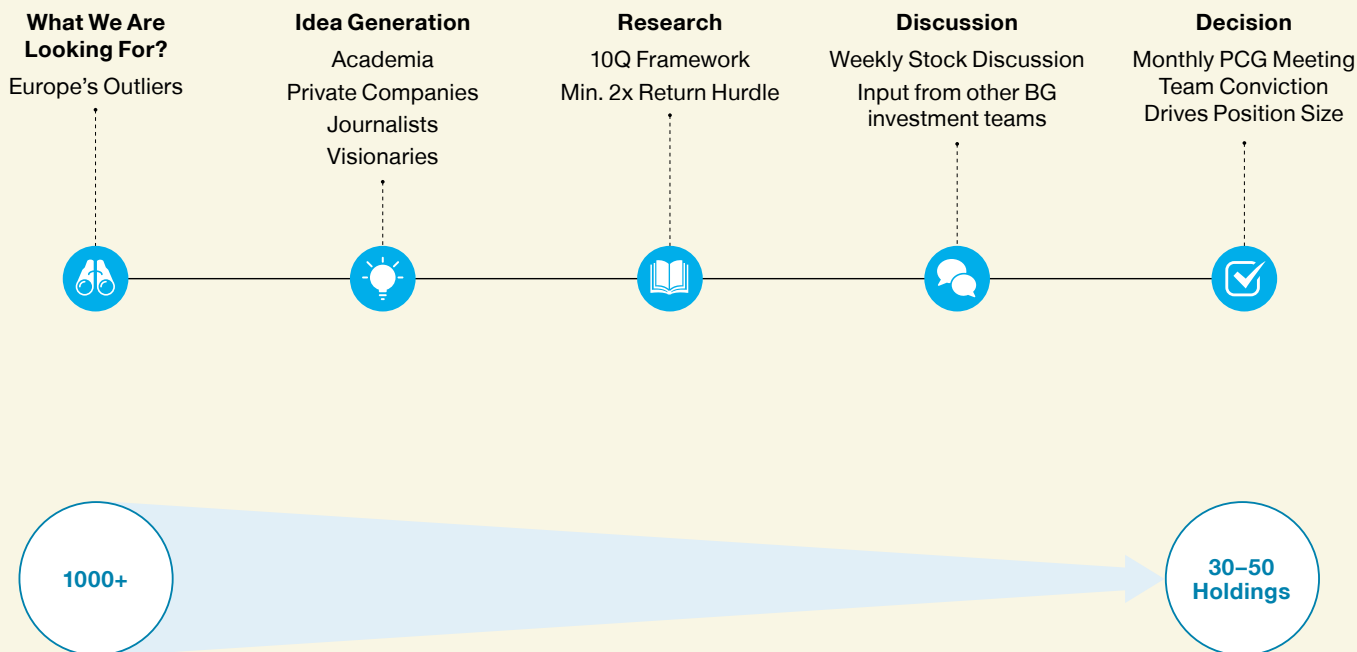 What We Are
Looking For?
Europe's Outliers
Idea Generation
Academia
Private Companies
Journalists
Visionaries
Research
10Q Framework
Min. 2x Return Hurdle
Discussion
Weekly Stock Discussion
Input from other BG
investment teams
Decision
Monthly PCG Meeting
Team Conviction
Drives Position Size
1000+
30–50
Holdings